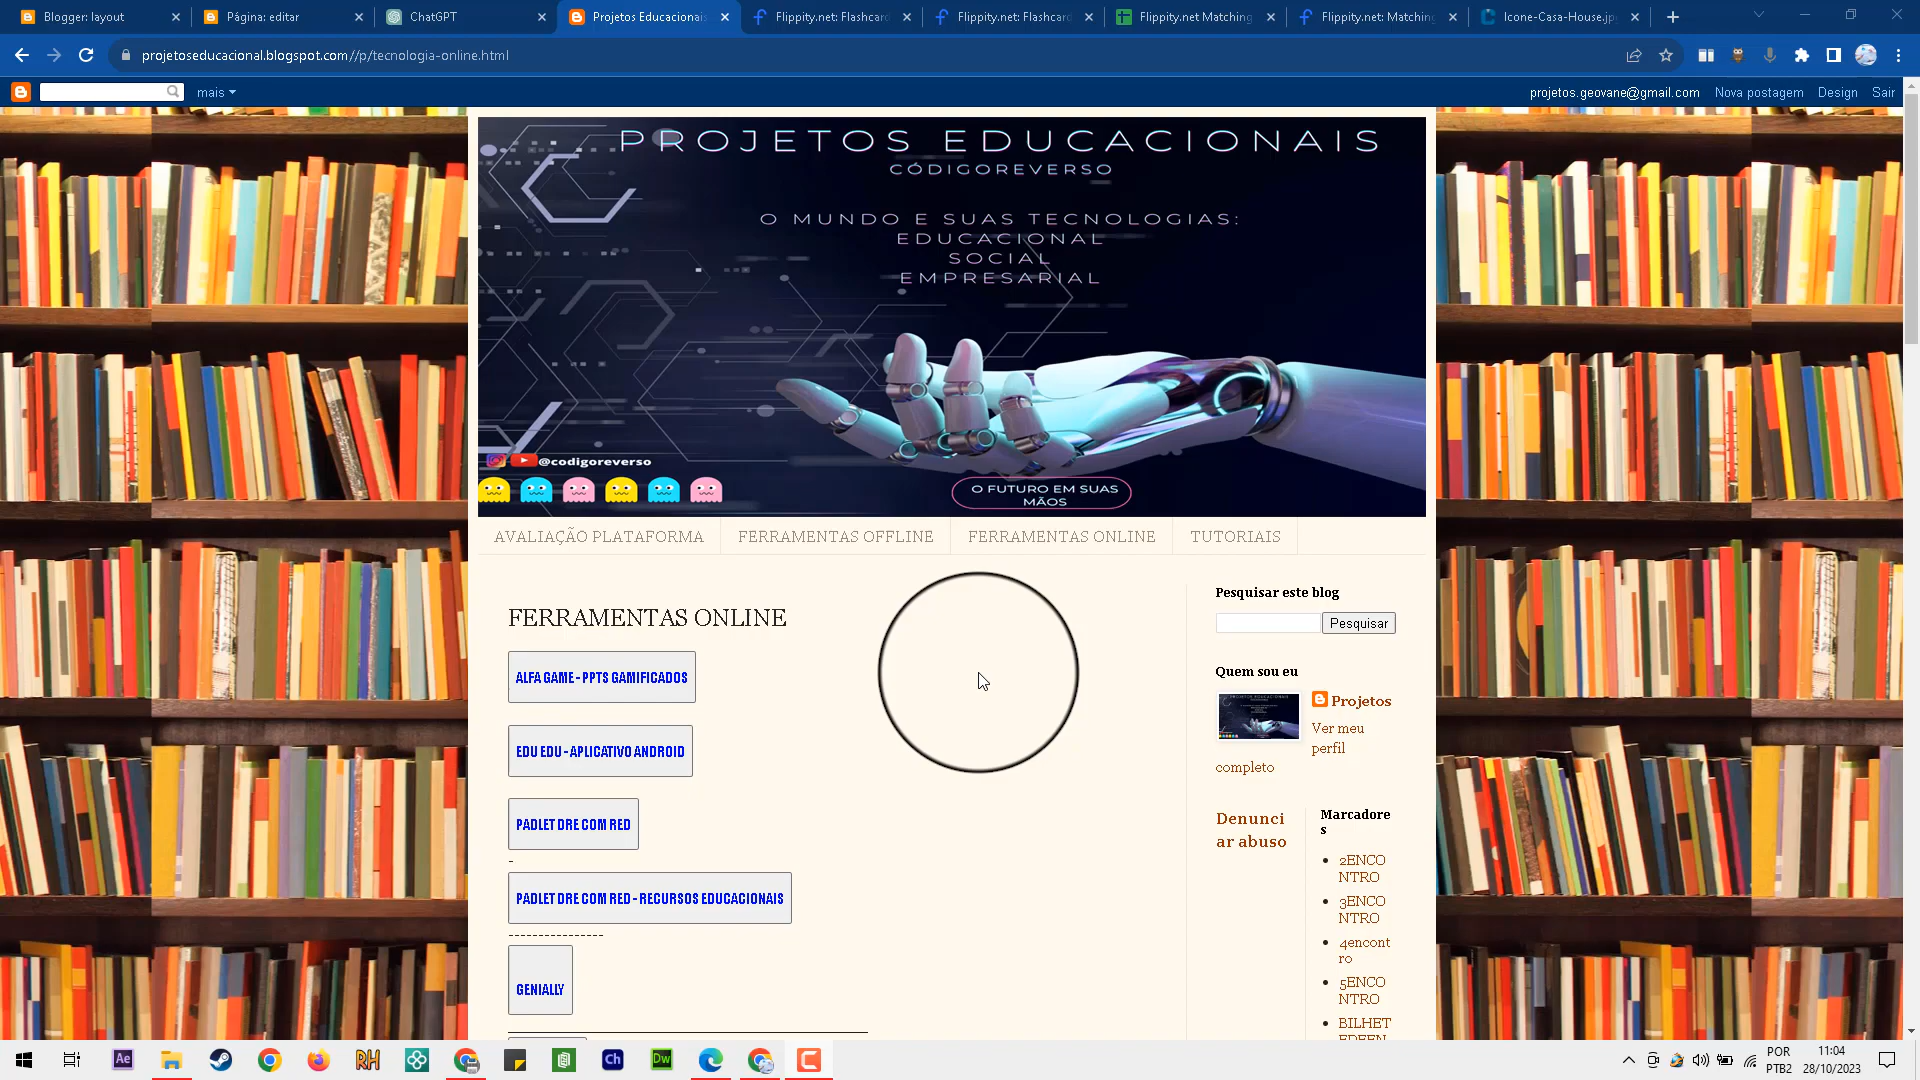 Blogger: layout
Página: editar
ChatGPT
Projetos Educacionais
Flippity.net: Flashcard
Flippity.net: Flashcard
Flippity.net Matching
Flippity.net: Matching
Icone-Casa-House.jp
projetoseducacional.blogspot.com//p/tecnologia-online.html
mais
projetos.geovane@gmail.com
Nova postagem
Design
Sair
PROJETOS EDUCACIONAIS
CÓDIGOREVERSO
O MUNDO E SUAS TECNOLOGIAS:
EDUCACIONAL
SOCIAL
EMPRESARIAL
@codigoreverso
O FUTURO EM SUAS
MÃOS
AVALIAÇÃO PLATAFORMA
FERRAMENTAS OFFLINE
FERRAMENTAS ONLINE
TUTORIAIS
FERRAMENTAS ONLINE
ALFA GAME - PPTS GAMIFICADOS
EDU EDU - APLICATIVO ANDROID
PADLET DRE COM RED
-
PADLET DRE COM RED - RECURSOS EDUCACIONAIS
----------------
GENIALLY
Pesquisar este blog
Pesquisar
Quem sou eu
Projetos
Ver meu
perfil
completo
Denunci
ar abuso
Marcadore
s
2ENCO
NTRO
3ENCO
NTRO
4encont
ro
5ENCO
NTRO
BILHET
Ae
RH
Ch
Dw
POR
PTB2
11:04
28/10/2023